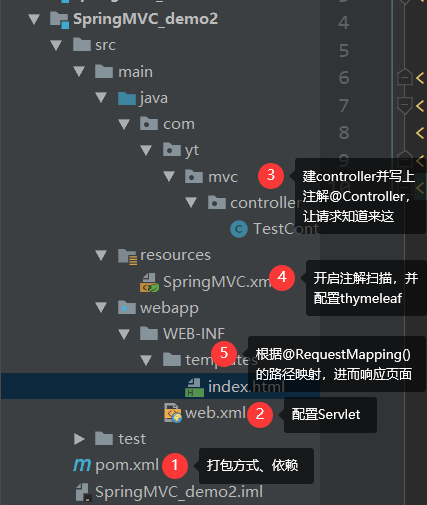 SpringMVC_demo2
src
main
java
com
yt
mvc
3
建controller并写上
注解@Controller，
让请求知道来这
controller
TestCont
resources
SpringMVC.xm
4
开启注解扫描，并
配置thymeleaf
webapp
WEB-INF
templates
5
根据@RequestMapping()
的路径映射，进而响应页面
index.html
web.xml
2
配置Servlet
test
pom.xml
1
打包方式、依赖
SpringMVC_demo2.iml
4
5
6
7
8
9